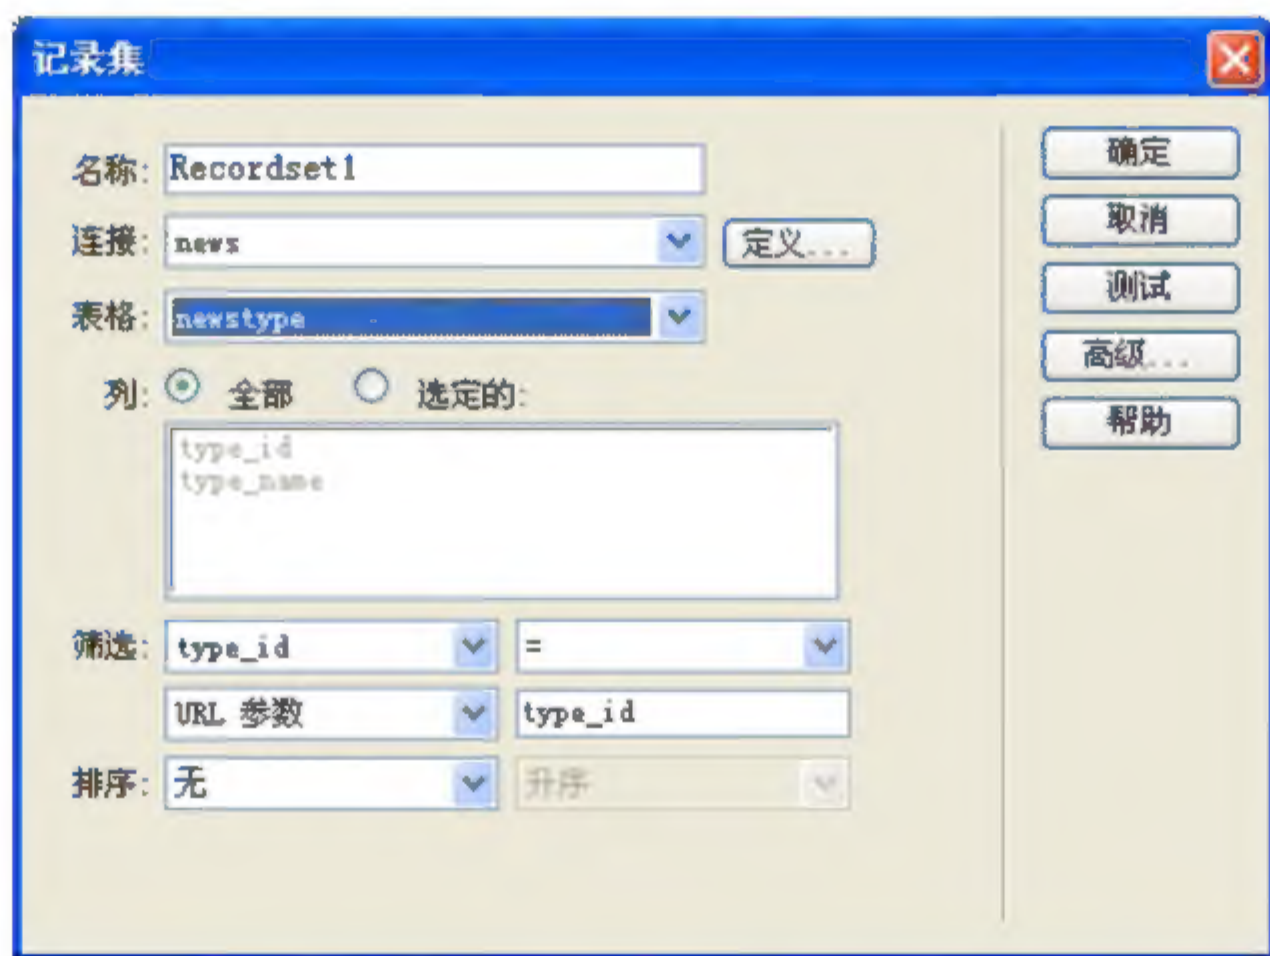 记录集
名称: Recordset1
连接: news 定义...
表格: newstype
列: 全部 选定的:
type_id
type_name
筛选: type_id =
URL 参数 type_id
排序: 无 升序
确定
取消
测试
高级...
帮助